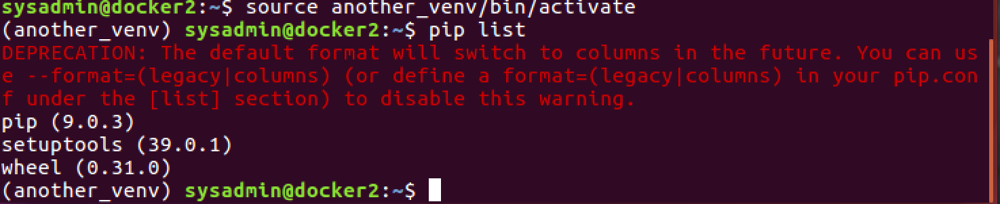 sysadmin@docker2:~$ source another_venv/bin/activate
(another_venv) sysadmin@docker2:~$ pip list
DEPRECATION: The default format will switch to columns in the future. You can us
e --format=(legacy|columns) (or define a format=(legacy|columns) in your pip.con
f under the [list] section) to disable this warning.
pip (9.0.3)
setuptools (39.0.1)
wheel (0.31.0)
(another_venv) sysadmin@docker2:~$